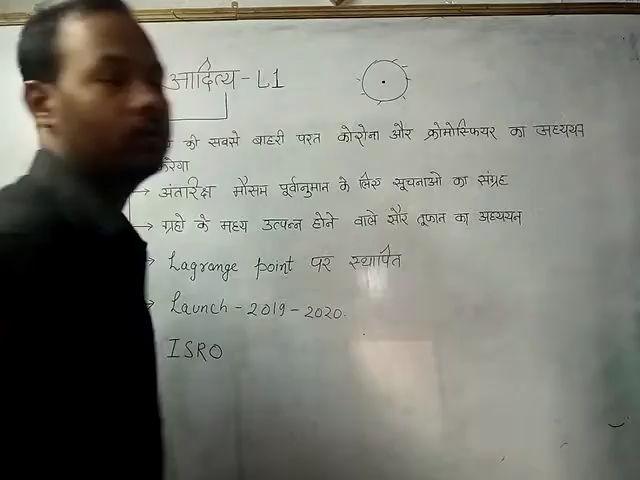 आदित्य-L1
की सबसे बाहरी परत कोरोना और क्रोमोस्फियर का अध्ययन
करेगा
→ अंतरिक्ष मौसम पूर्वानुमान के लिए सूचनाओ का संग्रह
→ ग्रहो के मध्य उत्पन्न होने वाले सौर तूफान का अध्ययन
→ Lagrange point पर स्थापित
→ Launch-2019-2020.
ISRO